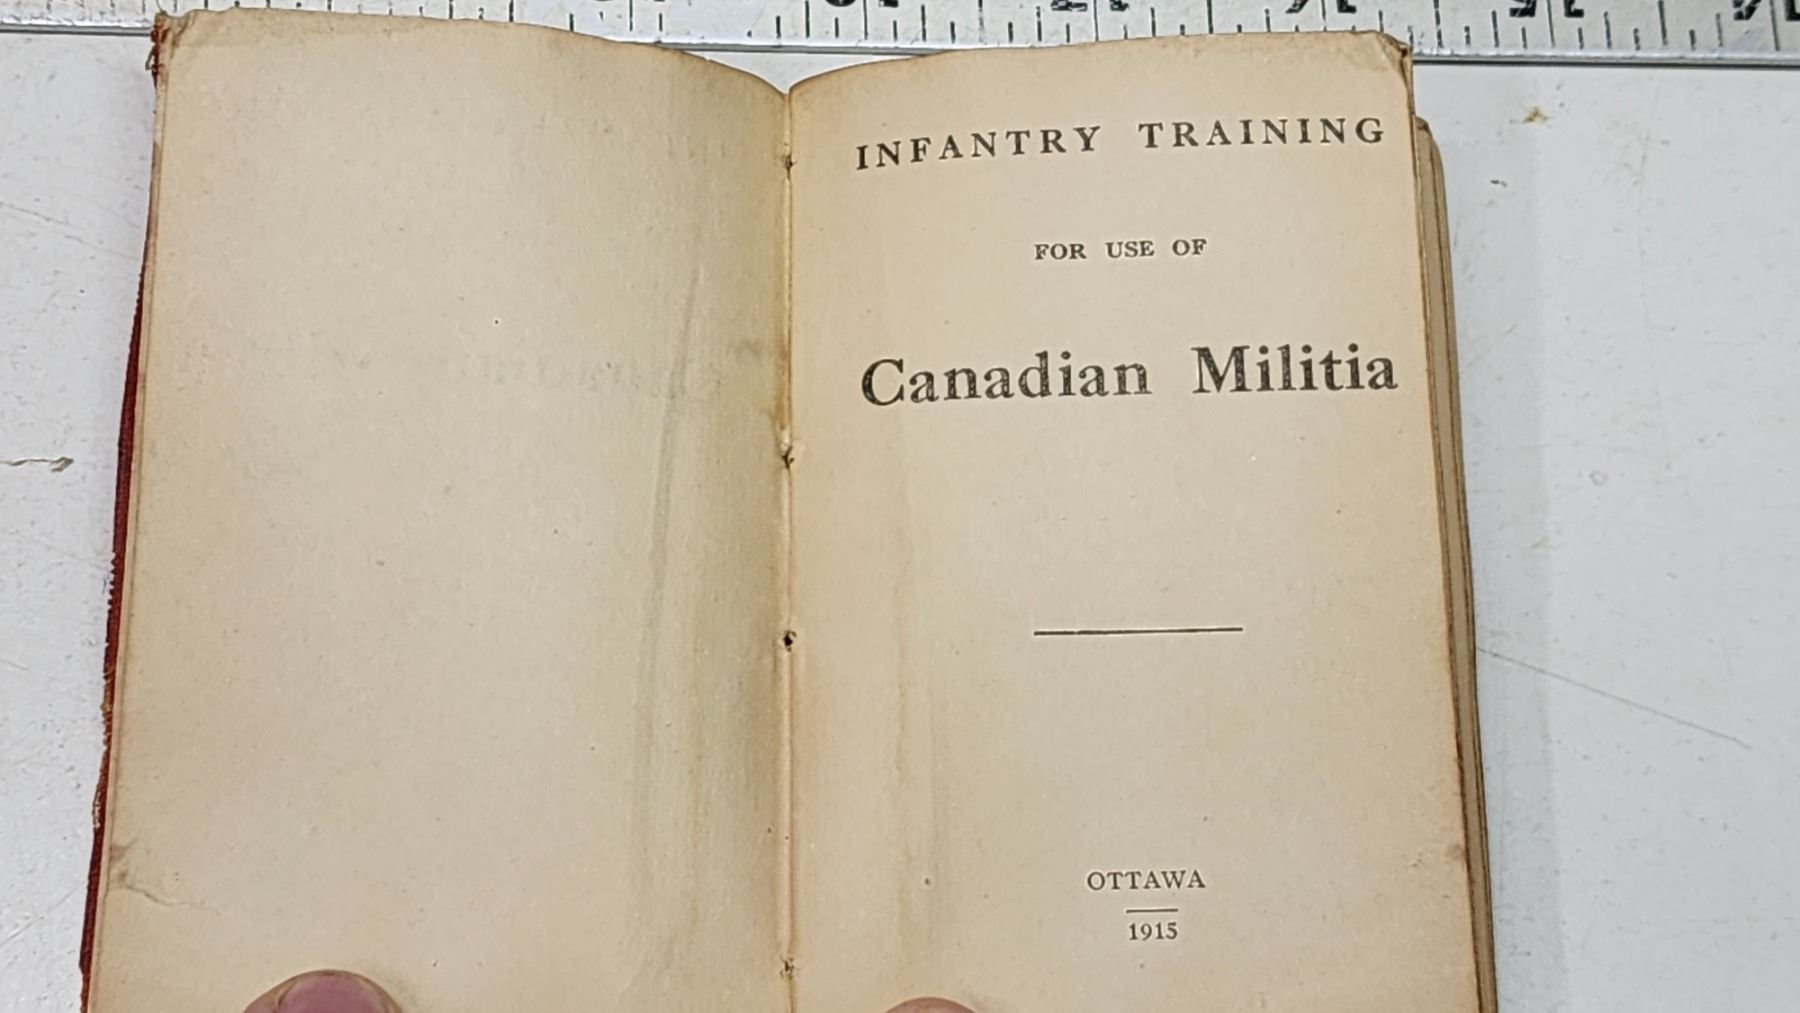 INFANTRY TRAINING
FOR USE OF
Canadian Militia
OTTAWA
1915